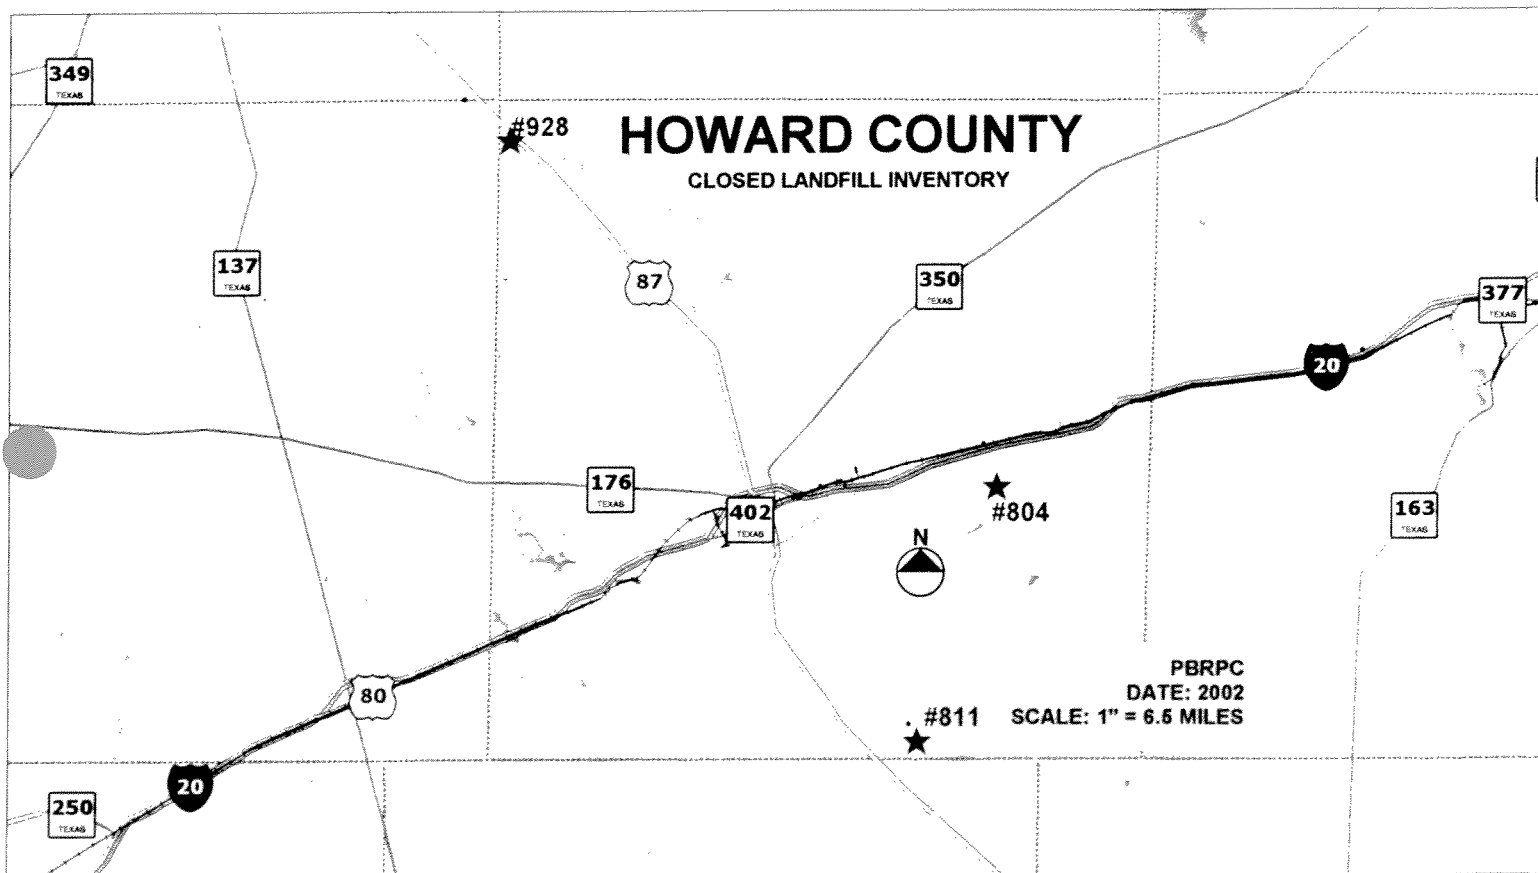 349
TEXAS
#928
HOWARD COUNTY
CLOSED LANDFILL INVENTORY
137
TEXAS
87
350
TEXAS
377
TEXAS
20
176
TEXAS
402
TEXAS
#804
163
TEXAS
N
PBRPC
DATE: 2002
SCALE: 1" = 6.5 MILES
80
#811
20
250
TEXAS